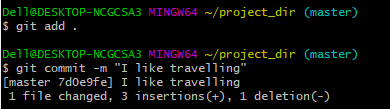 Dell@DESKTOP-NCGCSA3 MINGW64 ~/project_dir (master)
$ git add .
Dell@DESKTOP-NCGCSA3 MINGW64 ~/project_dir (master)
$ git commit -m "I like travelling"
[master 7d0e9fe] I like travelling
 1 file changed, 3 insertions(+), 1 deletion(-)